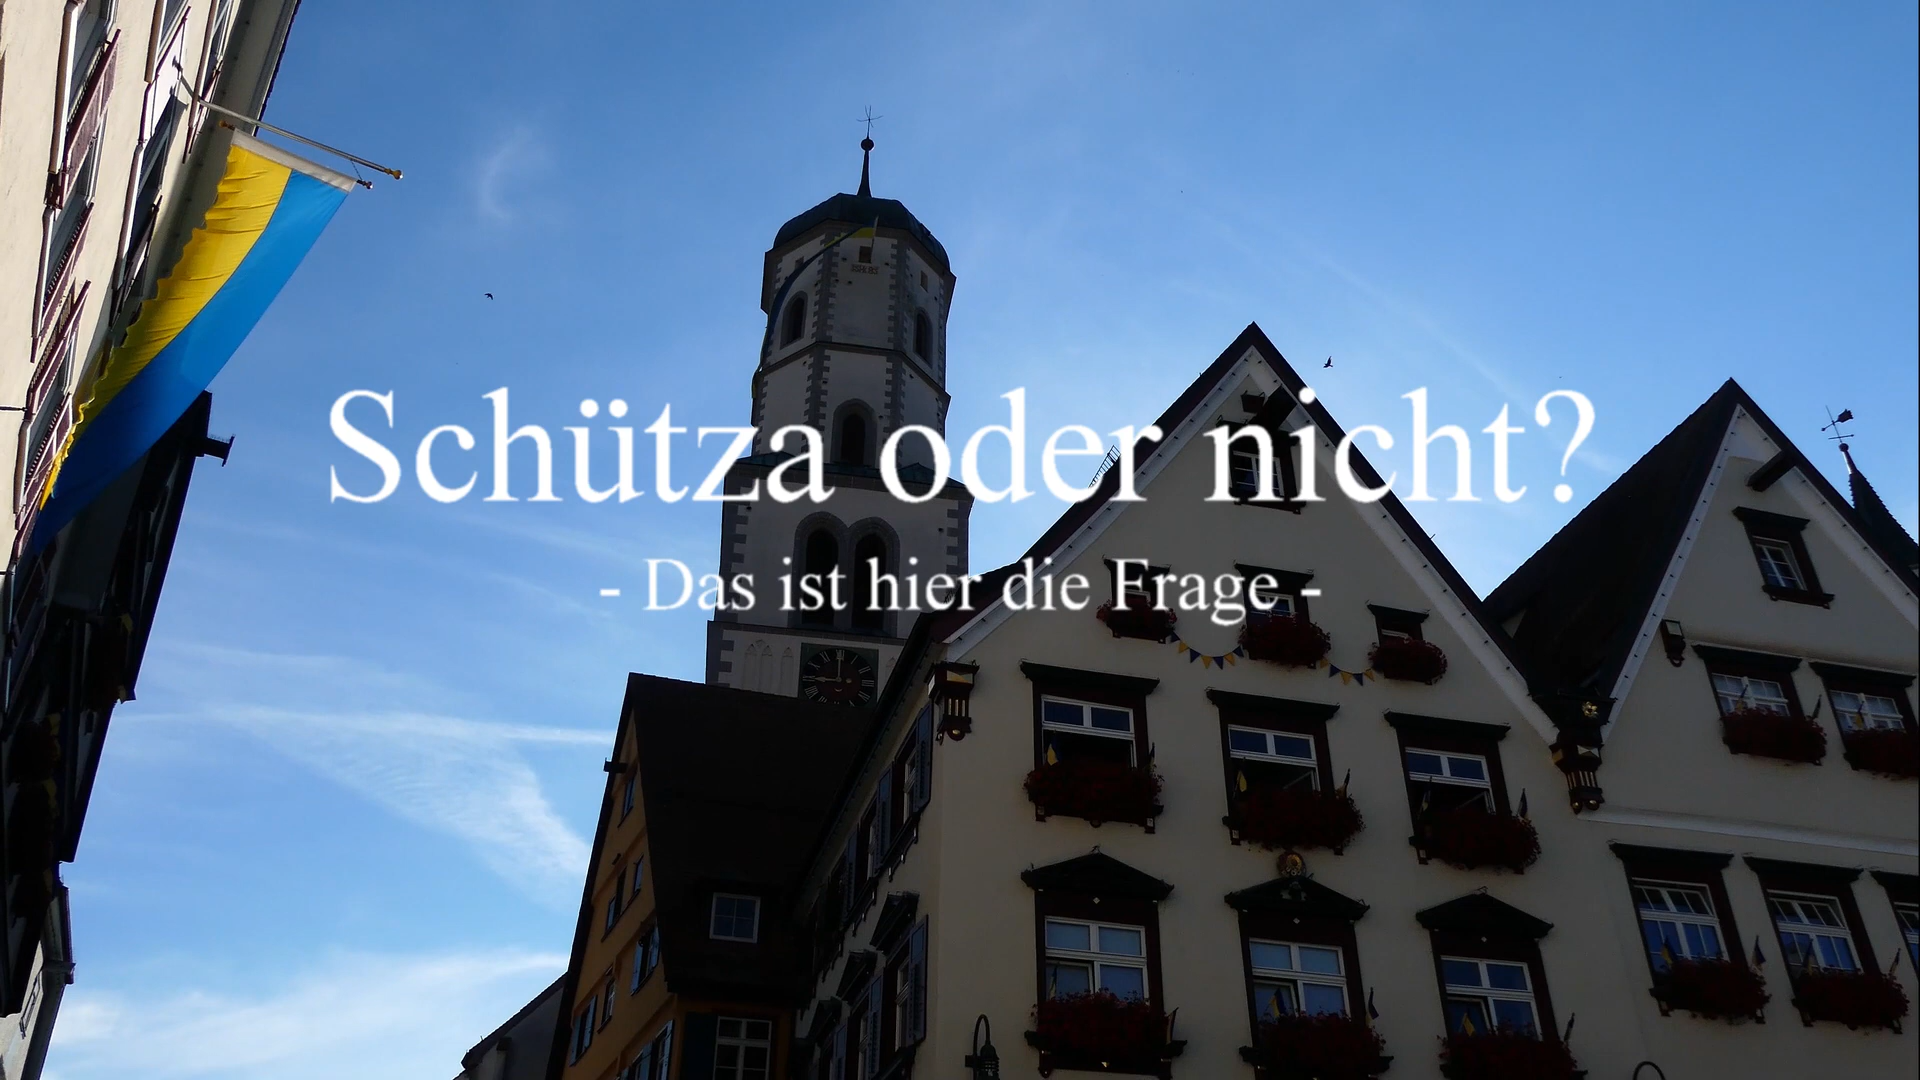 Schütza oder nicht?
- Das ist hier die Frage -